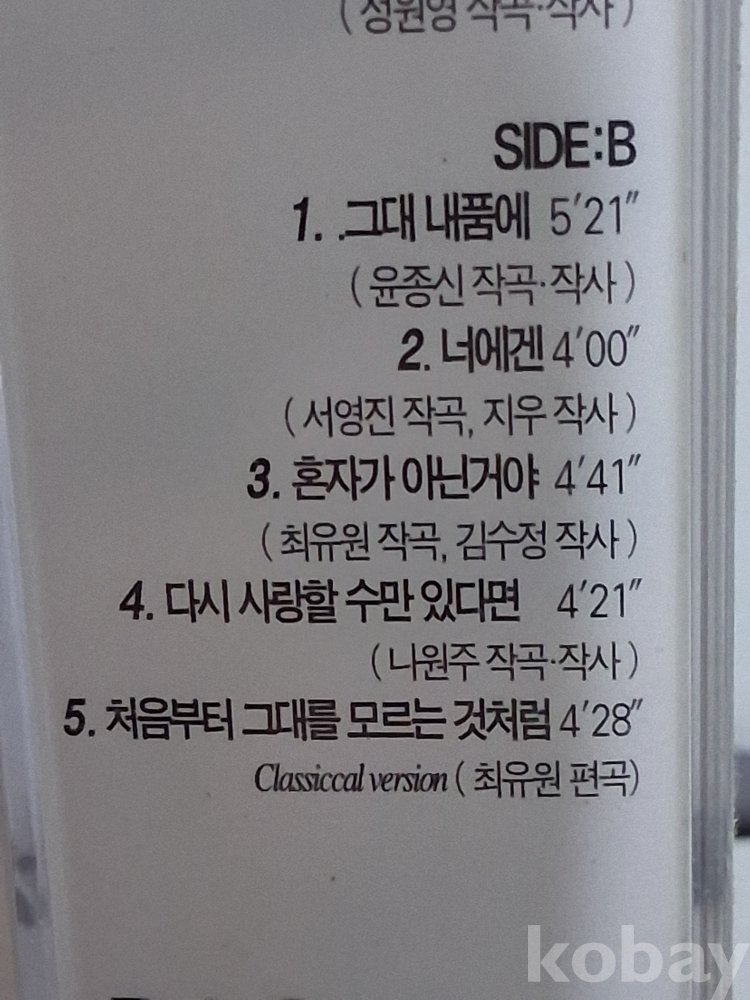 (정원영 작곡·작사)
SIDE:B
1. .그대 내품에 5'21"
(윤종신 작곡·작사)
2. 너에겐 4'00"
(서영진 작곡, 지우 작사)
3. 혼자가 아닌거야 4'41"
(최유원 작곡, 김수정 작사)
4. 다시 사랑할 수만 있다면 4'21"
(나원주 작곡·작사)
5. 처음부터 그대를 모르는 것처럼 4'28"
Classiccal version ( 최유원 편곡)
kobay